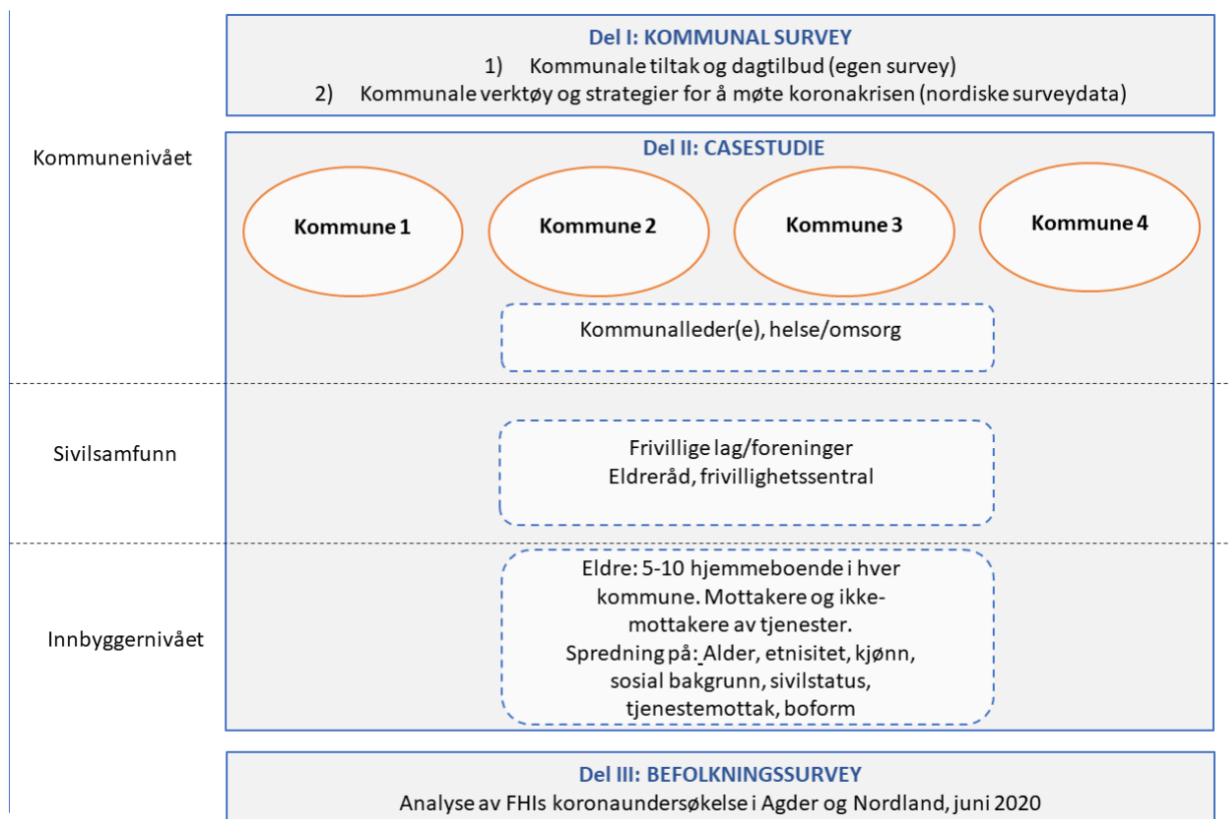 Del I: KOMMUNAL SURVEY
1) Kommunale tiltak og dagtilbud (egen survey)
2) Kommunale verktøy og strategier for å møte koronakrisen (nordiske surveydata)
Kommunenivået
Del II: CASESTUDIE
Kommune 1
Kommune 2
Kommune 3
Kommune 4
Kommunalleder(e), helse/omsorg
Sivilsamfunn
Frivillige lag/foreninger
Eldreråd, frivillighetssentral
Innbyggernivået
Eldre: 5-10 hjemmeboende i hver
kommune. Mottakere og ikke-
mottakere av tjenester.
Spredning på: Alder, etnisitet, kjønn,
sosial bakgrunn, sivilstatus,
tjenestemottak, boform
Del III: BEFOLKNINGSSURVEY
Analyse av FHIs koronaundersøkelse i Agder og Nordland, juni 2020